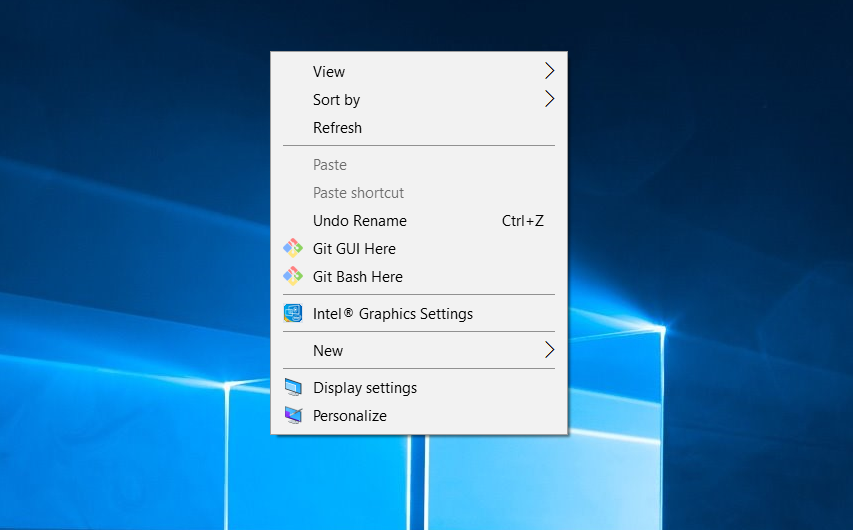 View
Sort by
Refresh
Paste
Paste shortcut
Undo Rename Ctrl+Z
Git GUI Here
Git Bash Here
Intel® Graphics Settings
New
Display settings
Personalize